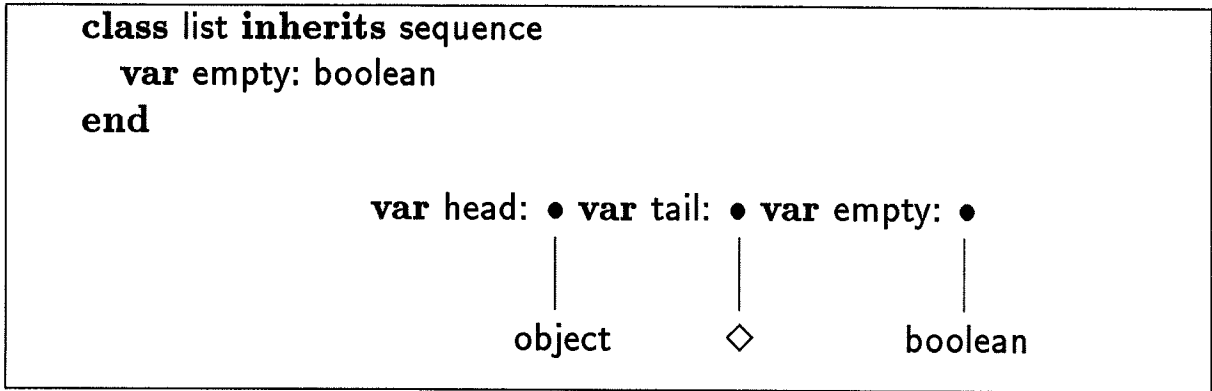 class list inherits sequence
var empty: boolean
end
var head: • var tail: • var empty: •
object ◇ boolean